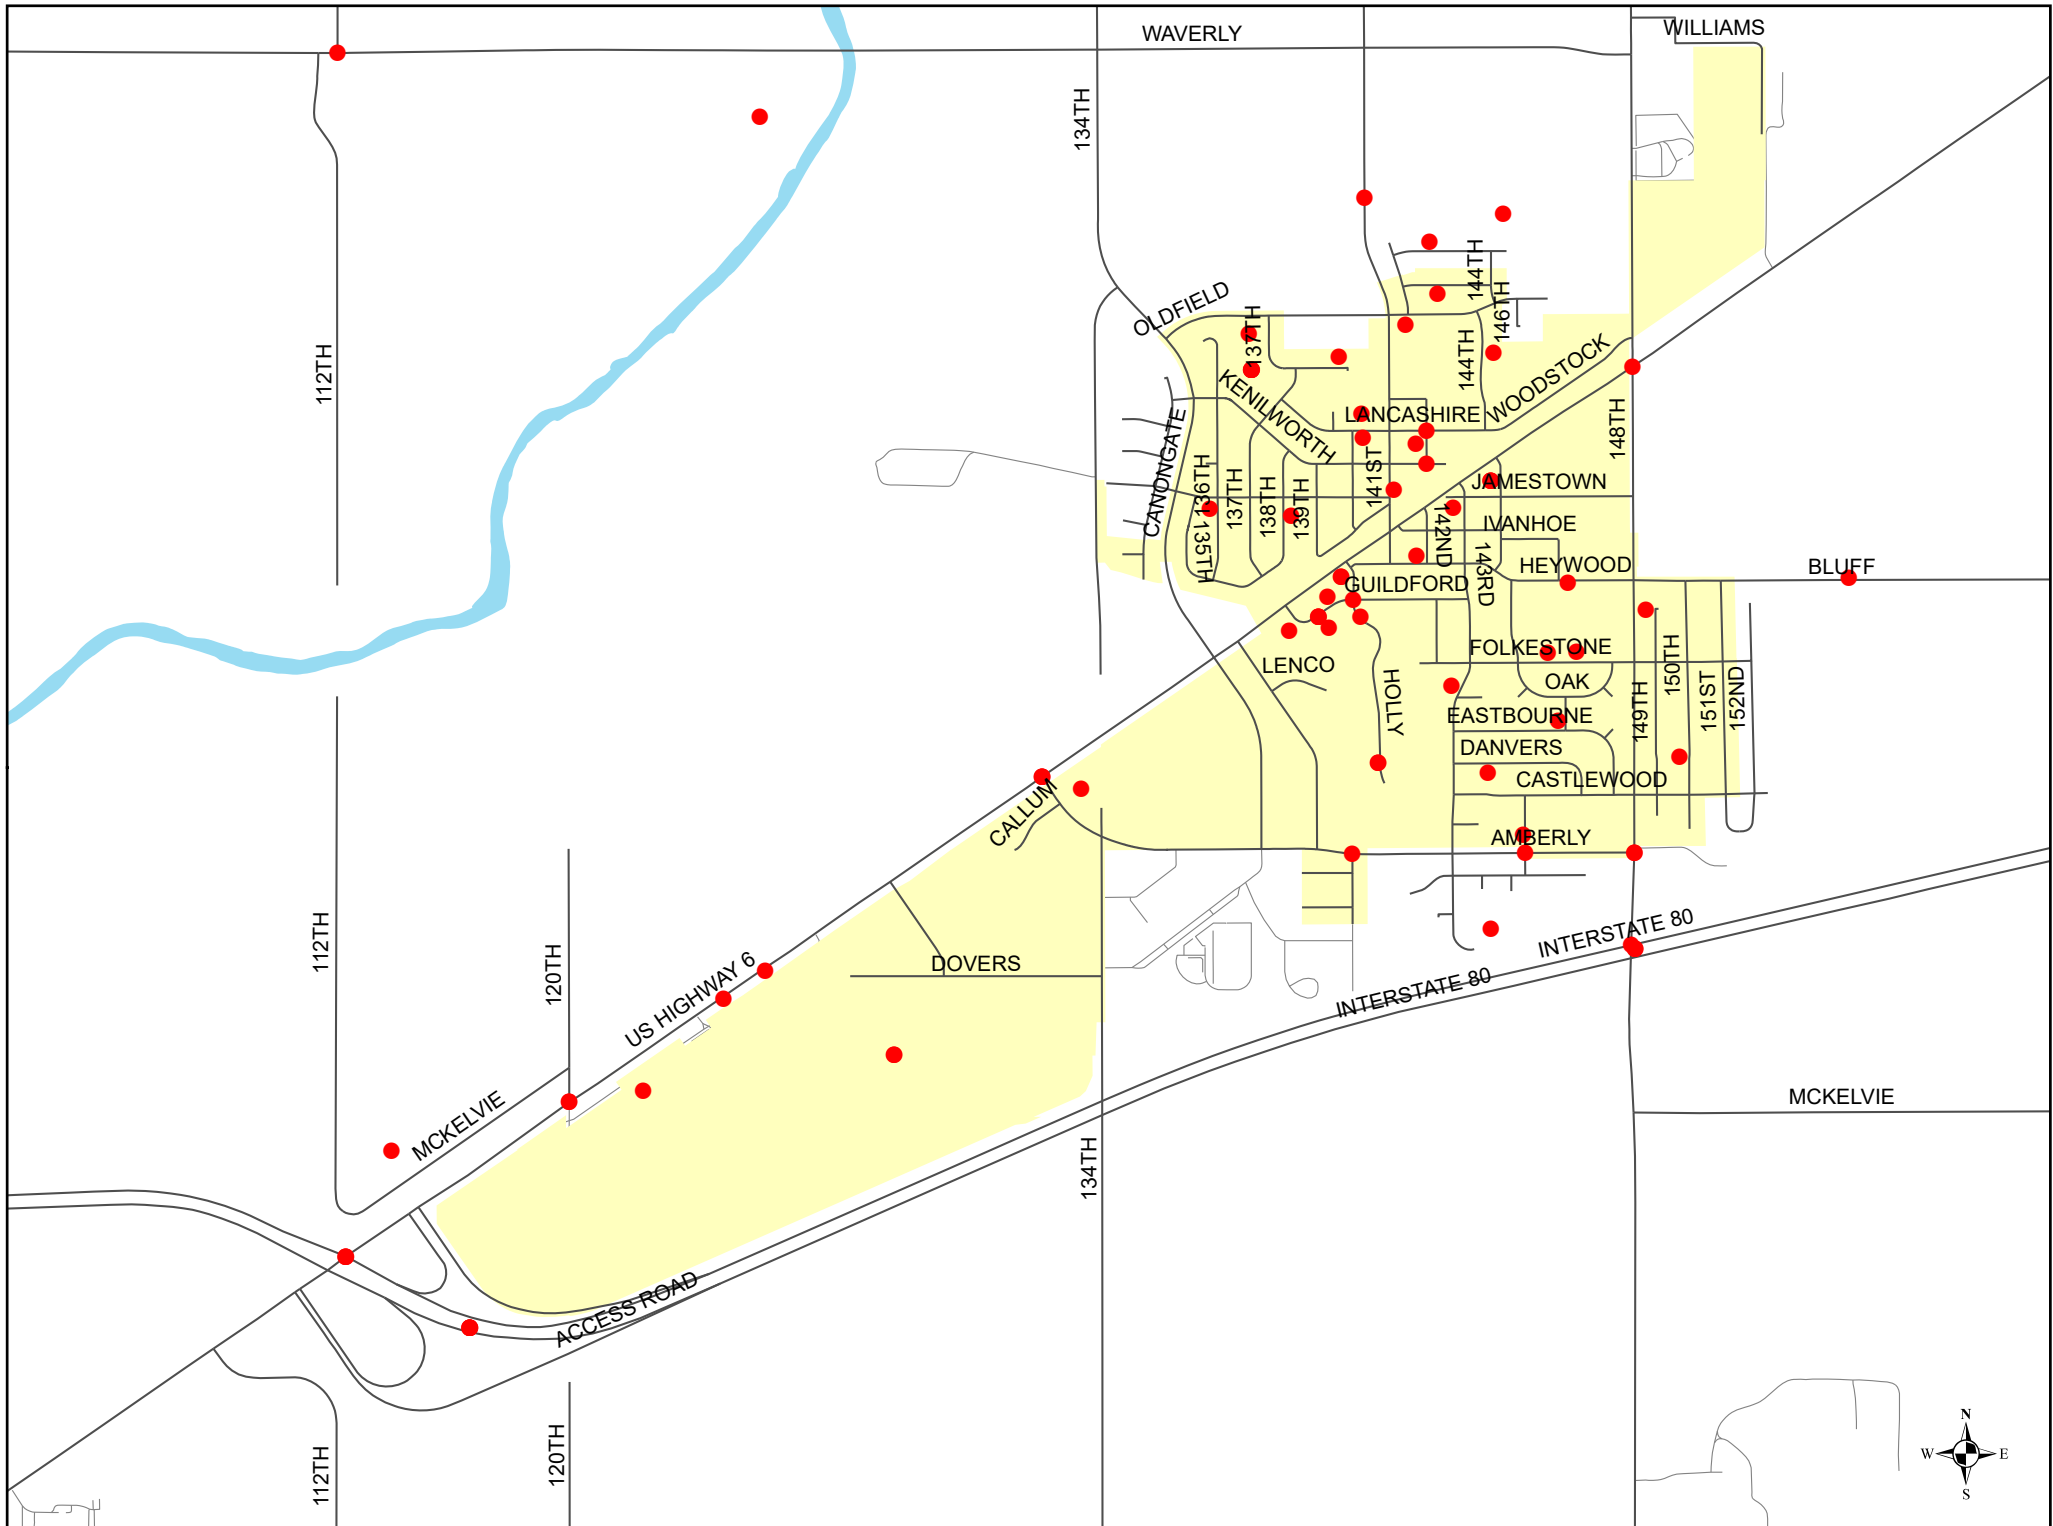 WAVERLY
WILLIAMS
134TH
144TH
OLDFIELD
146TH
137TH
112TH
144TH
WOODSTOCK
KENILWORTH
LANCASHIRE
148TH
CANONGATE
141ST
136TH
137TH
138TH
139TH
JAMESTOWN
142ND
IVANHOE
135TH
143RD
HEYWOOD
BLUFF
GUILDFORD
LENCO
FOLKESTONE
150TH
HOLLY
OAK
149TH
151ST
152ND
EASTBOURNE
DANVERS
CASTLEWOOD
CALLUM
AMBERLY
112TH
120TH
US HIGHWAY 6
DOVERS
INTERSTATE 80
INTERSTATE 80
MCKELVIE
MCKELVIE
134TH
ACCESS ROAD
112TH
120TH
N
W E
S